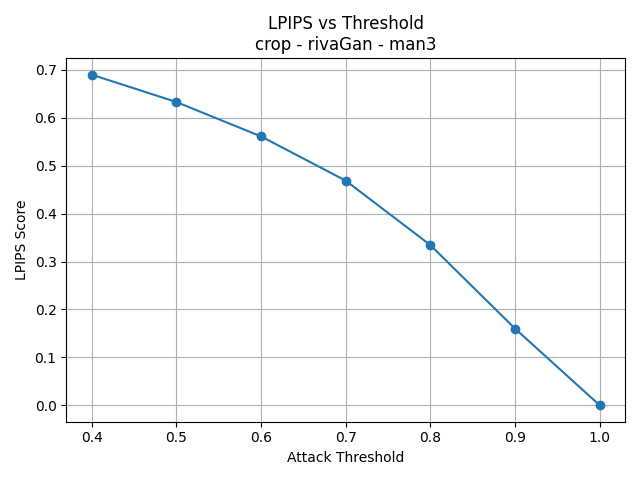 LPIPS vs Threshold
crop - rivaGan - man3
0.7
0.6
0.5
0.4
0.3
0.2
0.1
0.0
LPIPS Score
0.4 0.5 0.6 0.7 0.8 0.9 1.0
Attack Threshold